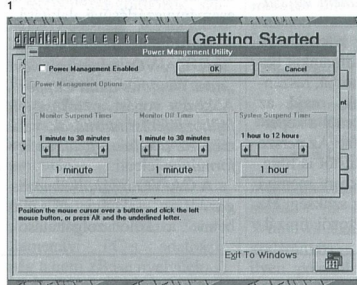 1
digital CELEBRIS Getting Started
Power Mangement Utility
Power Management Enabled
OK
Cancel
Power Management Options
Monitor Suspend Timer
Monitor Off Timer
System Suspend Timer
1 minute to 30 minutes
1 minute to 30 minutes
1 hour to 12 hours
1 minute
1 minute
1 hour
Position the mouse cursor over a button and click the left
mouse button, or press Alt and the underlined letter.
Exit To Windows